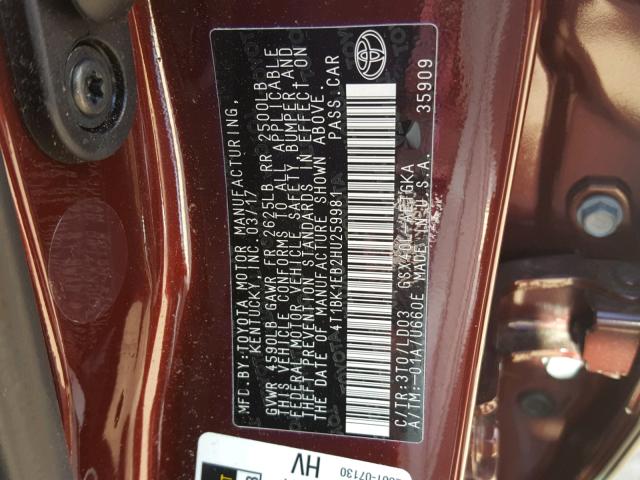 MFD.BY:TOYOTA MOTOR MANUFACTURING,
KENTUCKY, INC. 03/17
GVWR 4590LB GAWR FR 2625LB RR 2500LB
THIS VEHICLE CONFORMS TO ALL APPLICABLE
FEDERAL MOTOR VEHICLE SAFETY, BUMPER, AND
THEFT PREVENTION STANDARDS IN EFFECT ON
THE DATE OF MANUFACTURE SHOWN ABOVE.
4T1BK1EB2HU259981 PASS.CAR
C/TR:3T0/LD03
A/TM:-01A/U660E MADE IN U.S.A. 35909
TOYOTA
HV
07130